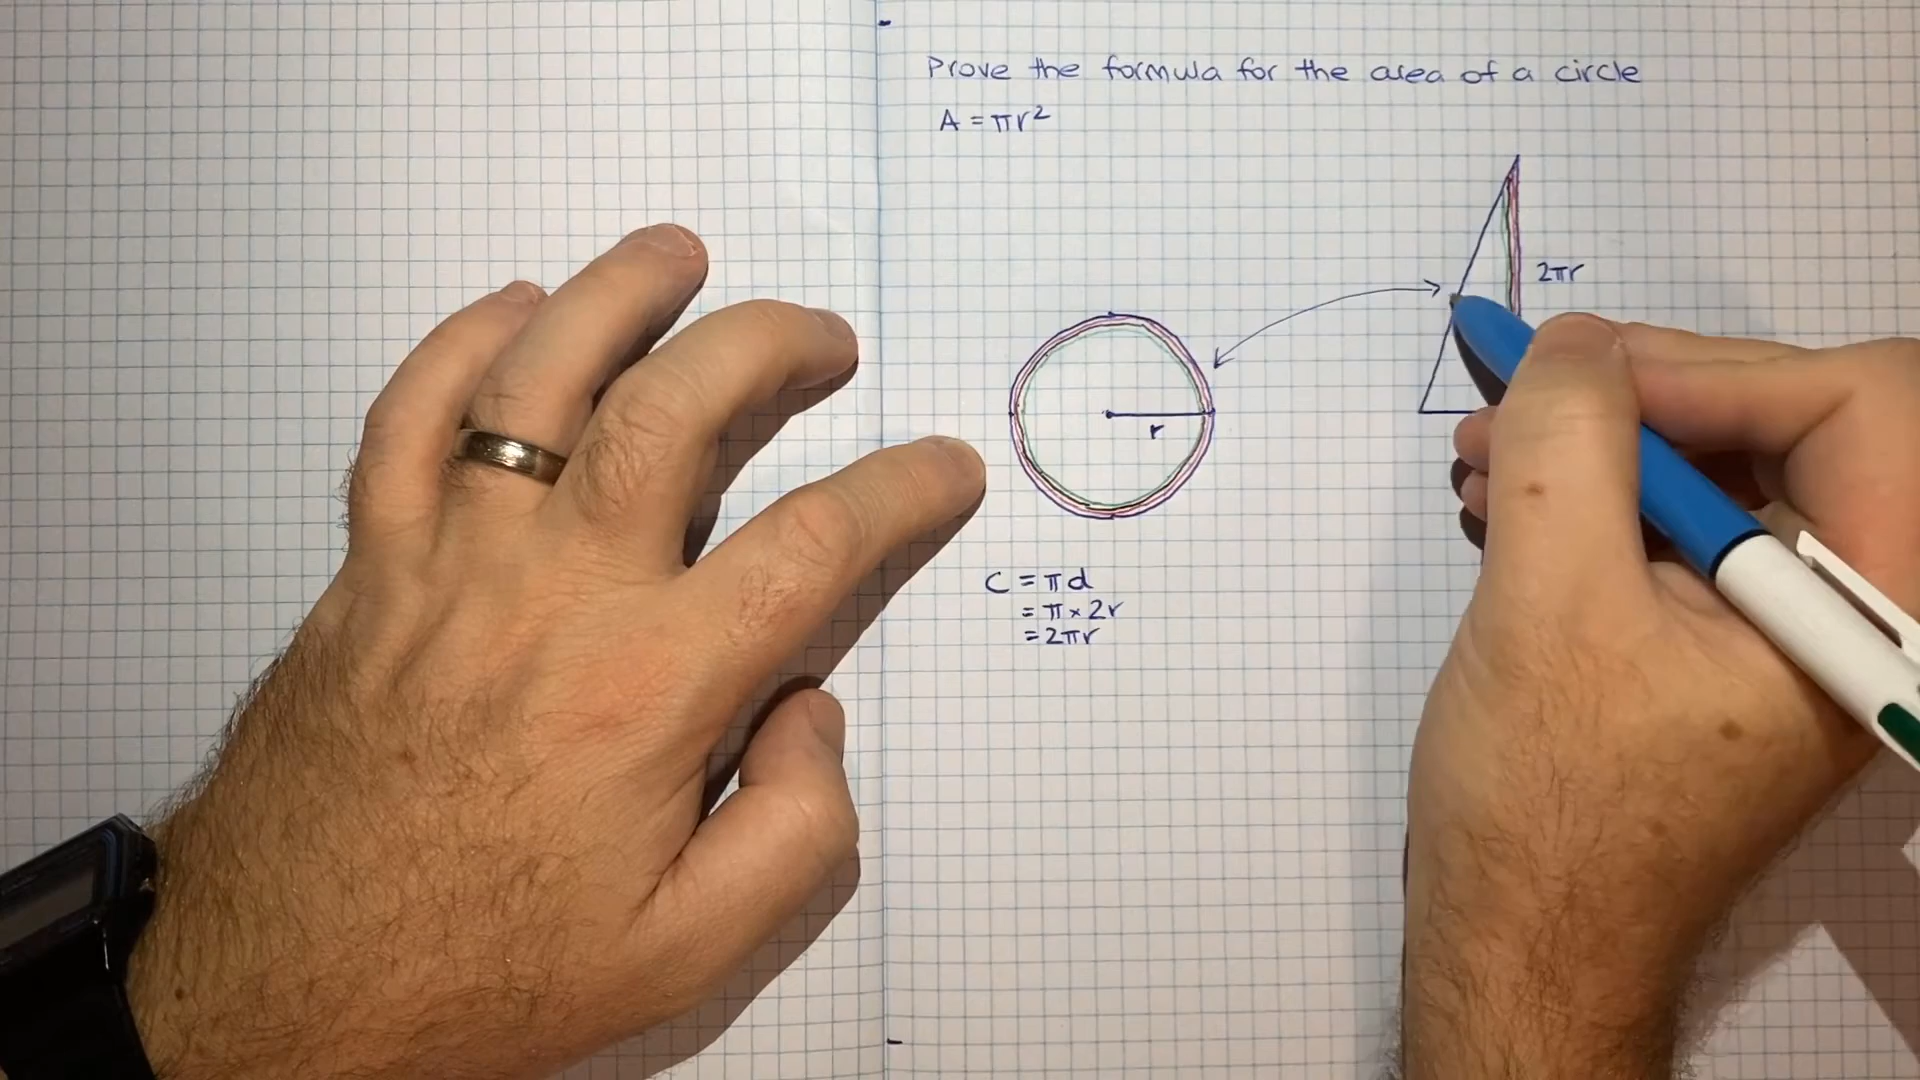 Prove the formula for the area of a circle
A = πr²
2πr
r
C = πd
= π × 2r
= 2πr